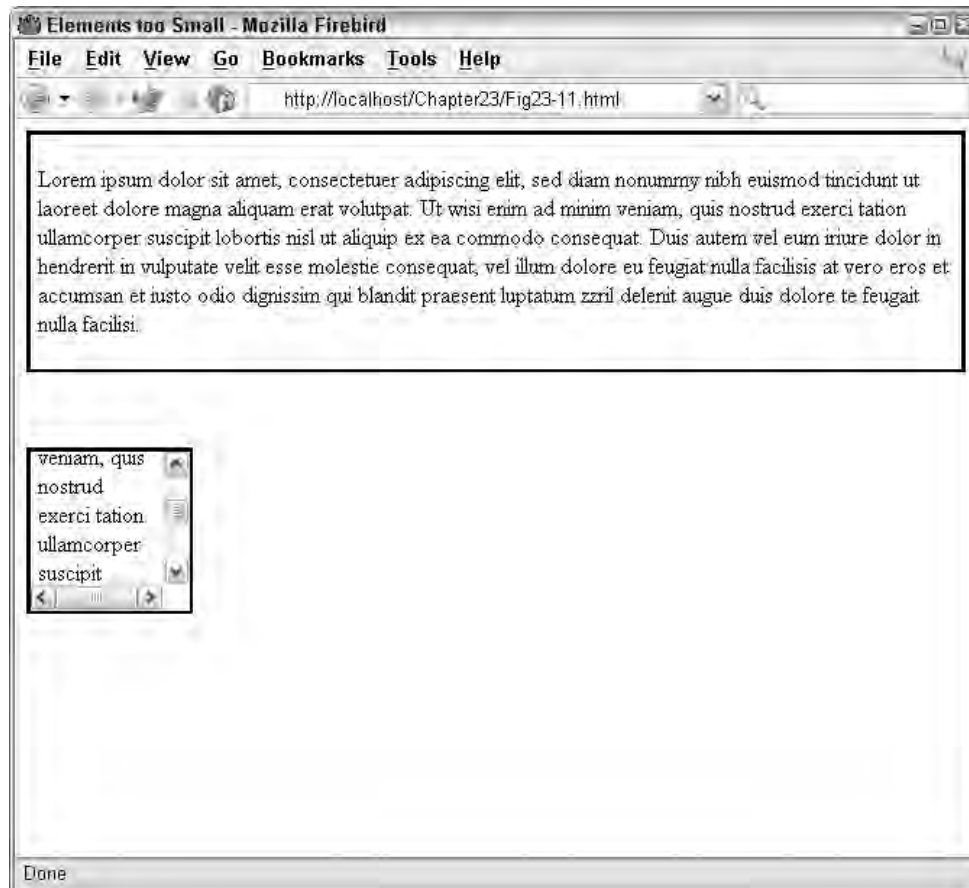 Elements too Small - Mozilla Firebird
File Edit View Go Bookmarks Tools Help
http://localhost/Chapter23/Fig23-11.html
Lorem ipsum dolor sit amet, consectetuer adipiscing elit, sed diam nonummy nibh euismod tincidunt ut
laoreet dolore magna aliquam erat volutpat. Ut wisi enim ad minim veniam, quis nostrud exerci tation
ullamcorper suscipit lobortis nisl ut aliquip ex ea commodo consequat. Duis autem vel eum iriure dolor in
hendrerit in vulputate velit esse molestie consequat, vel illum dolore eu feugiat nulla facilisis at vero eros et
accumsan et iusto odio dignissim qui blandit praesent luptatum zzril delenit augue duis dolore te feugait
nulla facilisi.
veniam, quis
nostrud
exerci tation
ullamcorper
suscipit
Done